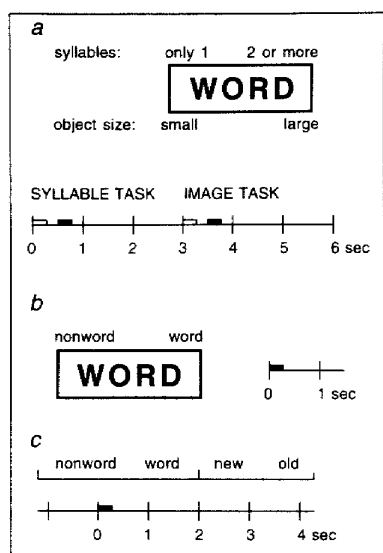 a
syllables: only 1 2 or more
WORD
object size: small large
SYLLABLE TASK IMAGE TASK
0 1 2 3 4 5 6 sec
b
nonword word
WORD
0 1 sec
c
nonword word new old
0 1 2 3 4 sec